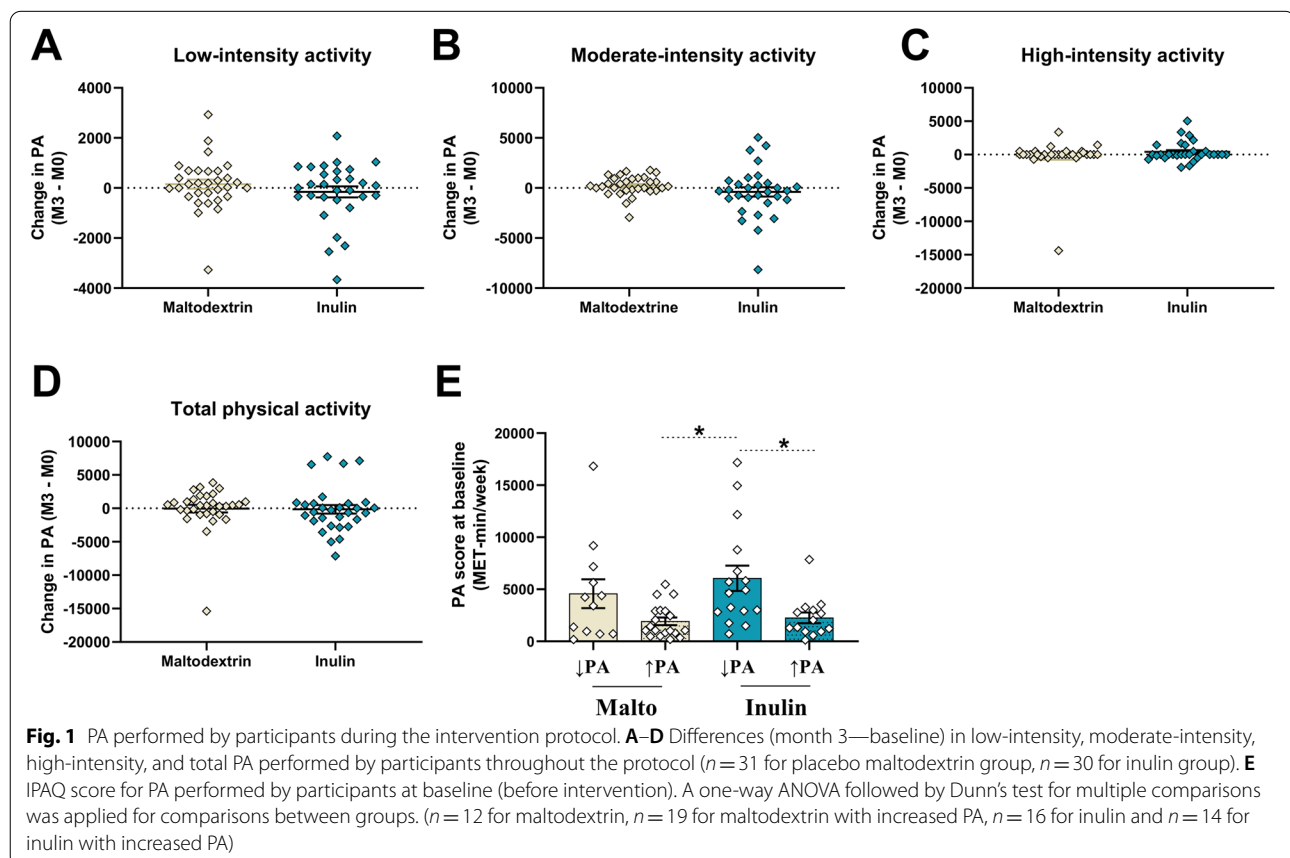 A
Low-intensity activity
Change in PA
(M3 - M0)
4000
2000
0
-2000
-4000
Maltodextrin
Inulin
B
Moderate-intensity activity
Change in PA
(M3 - M0)
10000
5000
0
-5000
-10000
Maltodextrine
Inulin
C
High-intensity activity
Change in PA
(M3 - M0)
10000
5000
0
-5000
-10000
-15000
-20000
Maltodextrin
Inulin
D
Total physical activity
Change in PA (M3 - M0)
10000
5000
0
-5000
-10000
-15000
-20000
Maltodextrin
Inulin
E
PA score at baseline
(MET-min/week)
20000
15000
10000
5000
0
* *
↓PA ↑PA ↓PA ↑PA
Malto Inulin
Fig. 1 PA performed by participants during the intervention protocol. A–D Differences (month 3—baseline) in low-intensity, moderate-intensity,
high-intensity, and total PA performed by participants throughout the protocol (n = 31 for placebo maltodextrin group, n = 30 for inulin group). E
IPAQ score for PA performed by participants at baseline (before intervention). A one-way ANOVA followed by Dunn's test for multiple comparisons
was applied for comparisons between groups. (n = 12 for maltodextrin, n = 19 for maltodextrin with increased PA, n = 16 for inulin and n = 14 for
inulin with increased PA)